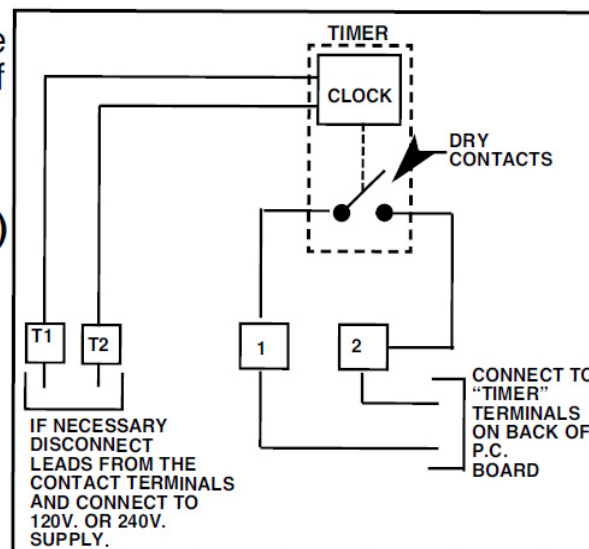 TIMER
CLOCK
DRY
CONTACTS
T1
T2
1
2
CONNECT TO
"TIMER"
TERMINALS
ON BACK OF
P.C.
BOARD
IF NECESSARY
DISCONNECT
LEADS FROM THE
CONTACT TERMINALS
AND CONNECT TO
120V. OR 240V.
SUPPLY.